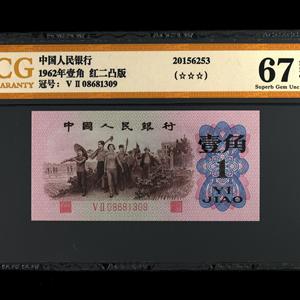 CG
WARRANTY
中国人民银行
1962年壹角 红二凸版
冠号: V II 08681309
20156253
(☆☆☆)
67
Superb Gem Unc
中国人民银行
壹角
1
YI
JIAO
V II 08681309